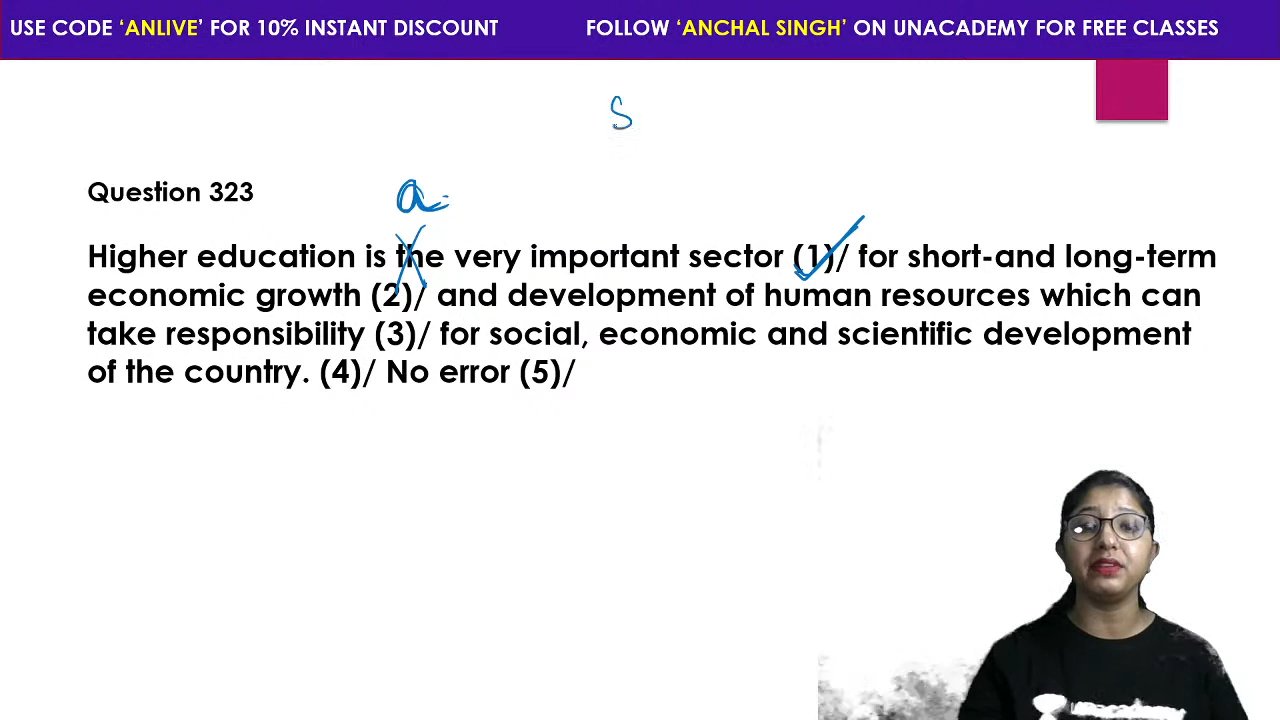 USE CODE ‘ANLIVE’ FOR 10% INSTANT DISCOUNT FOLLOW ‘ANCHAL SINGH’ ON UNACADEMY FOR FREE CLASSES
S
Question 323
a
Higher education is the very important sector (1)/ for short-and long-term
economic growth (2)/ and development of human resources which can
take responsibility (3)/ for social, economic and scientific development
of the country. (4)/ No error (5)/
unacademy